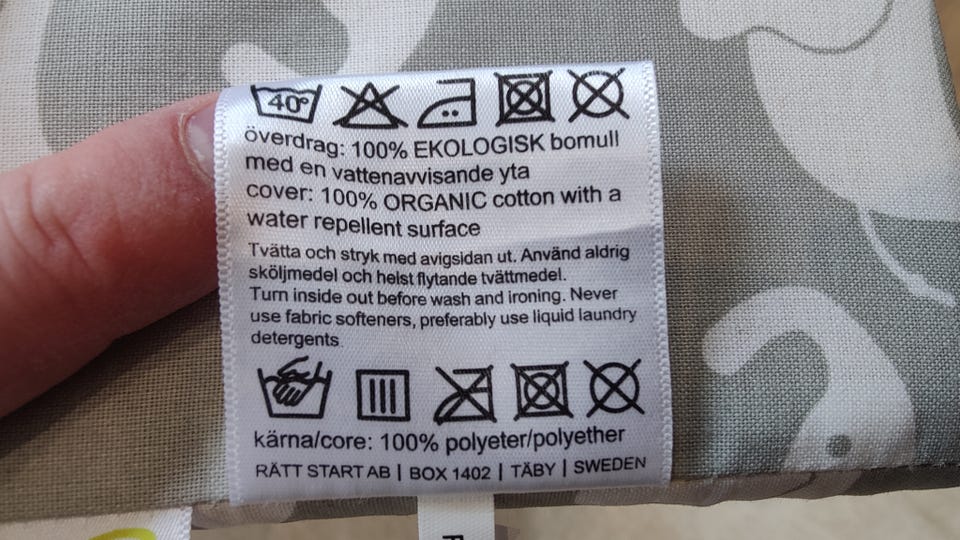 40°
överdrag: 100% EKOLOGISK bomull
med en vattenavvisande yta
cover: 100% ORGANIC cotton with a
water repellent surface
Tvätta och stryk med avigsidan ut. Använd aldrig
sköljmedel och helst flytande tvättmedel.
Turn inside out before wash and ironing. Never
use fabric softeners, preferably use liquid laundry
detergents.
kärna/core: 100% polyeter/polyether
RÄTT START AB | BOX 1402 | TÄBY | SWEDEN